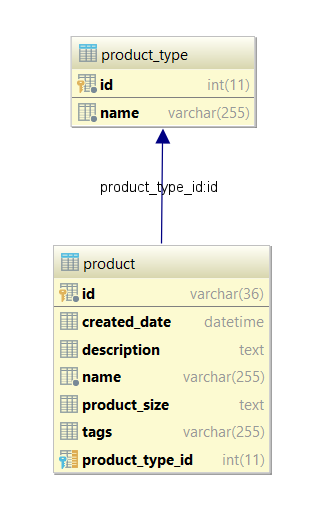 product_type
id int(11)
name varchar(255)
product_type_id:id
product
id varchar(36)
created_date datetime
description text
name varchar(255)
product_size text
tags varchar(255)
product_type_id int(11)